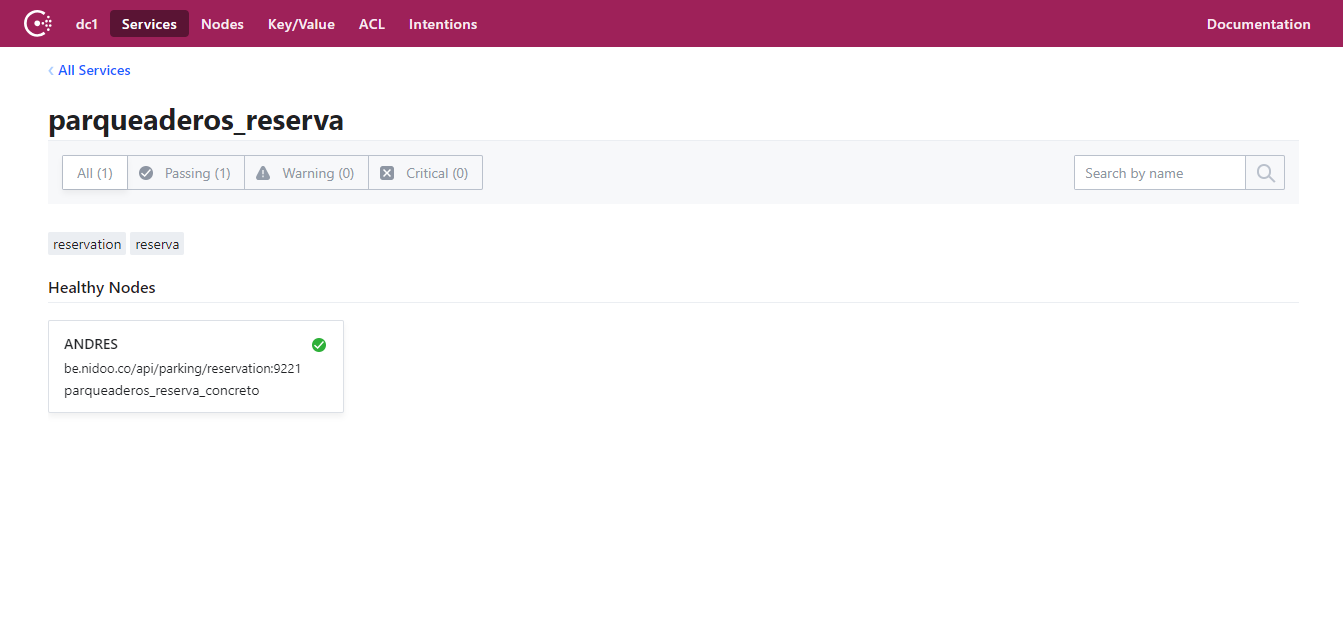 dc1 Services Nodes Key/Value ACL Intentions Documentation
‹ All Services
parqueaderos_reserva
All (1) Passing (1) Warning (0) Critical (0) Search by name
reservation reserva
Healthy Nodes
ANDRES
be.nidoo.co/api/parking/reservation:9221
parqueaderos_reserva_concreto